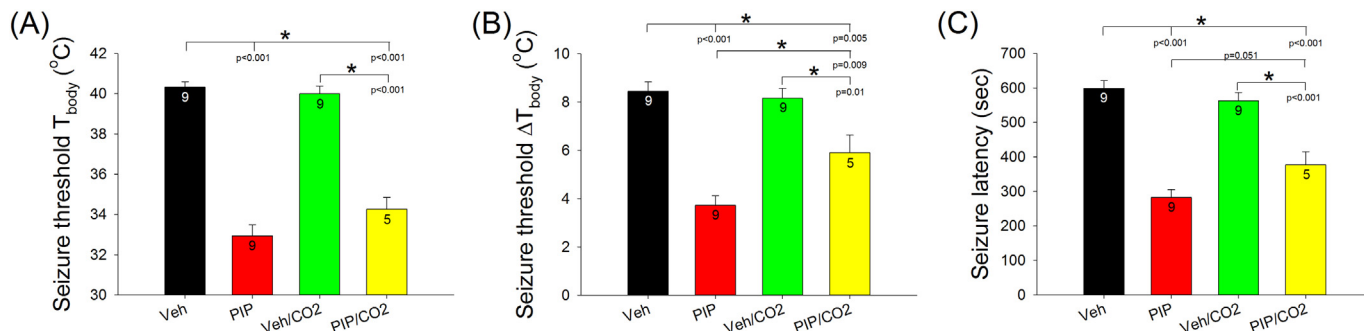 (A)
Seizure threshold T_body (°C)
42
40
38
36
34
32
30
*
p<0.001
p<0.001
*
p<0.001
9
9
9
5
Veh
PIP
Veh/CO2
PIP/CO2
(B)
Seizure threshold ΔT_body (°C)
10
8
6
4
2
0
*
p<0.001
p=0.005
*
p=0.009
*
p=0.01
9
9
9
5
Veh
PIP
Veh/CO2
PIP/CO2
(C)
Seizure latency (sec)
700
600
500
400
300
200
100
0
*
p<0.001
p<0.001
p=0.051
*
p<0.001
9
9
9
5
Veh
PIP
Veh/CO2
PIP/CO2